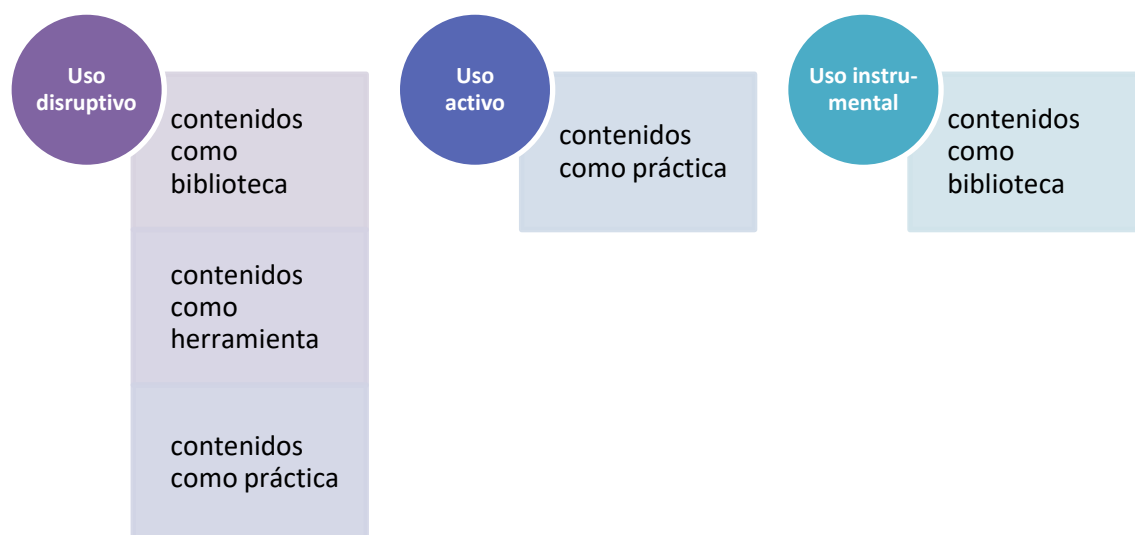 Uso
disruptivo
contenidos
como
biblioteca
contenidos
como
herramienta
contenidos
como práctica
Uso
activo
contenidos
como práctica
Uso instru-
mental
contenidos
como
biblioteca